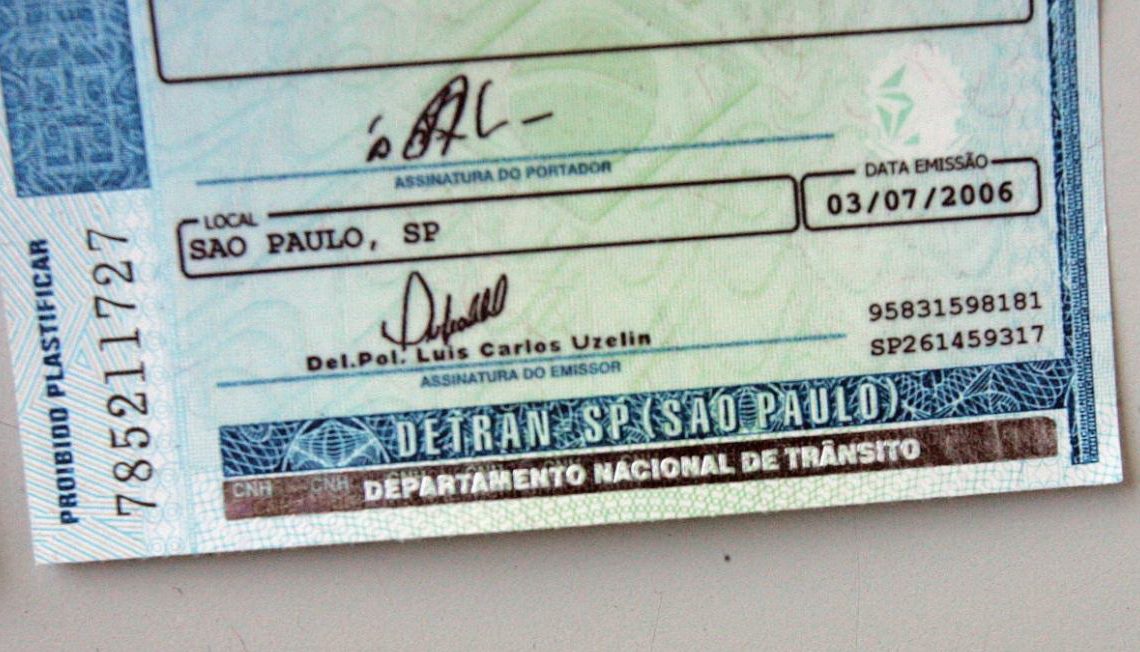 ASSINATURA DO PORTADOR
LOCAL
SAO PAULO, SP
DATA EMISSÃO
03/07/2006
Del.Pol. Luis Carlos Uzelin
ASSINATURA DO EMISSOR
95831598181
SP261459317
DETRAN-SP (SAO PAULO)
CNH CNH DEPARTAMENTO NACIONAL DE TRÂNSITO
PROIBIDO PLASTIFICAR
785211727